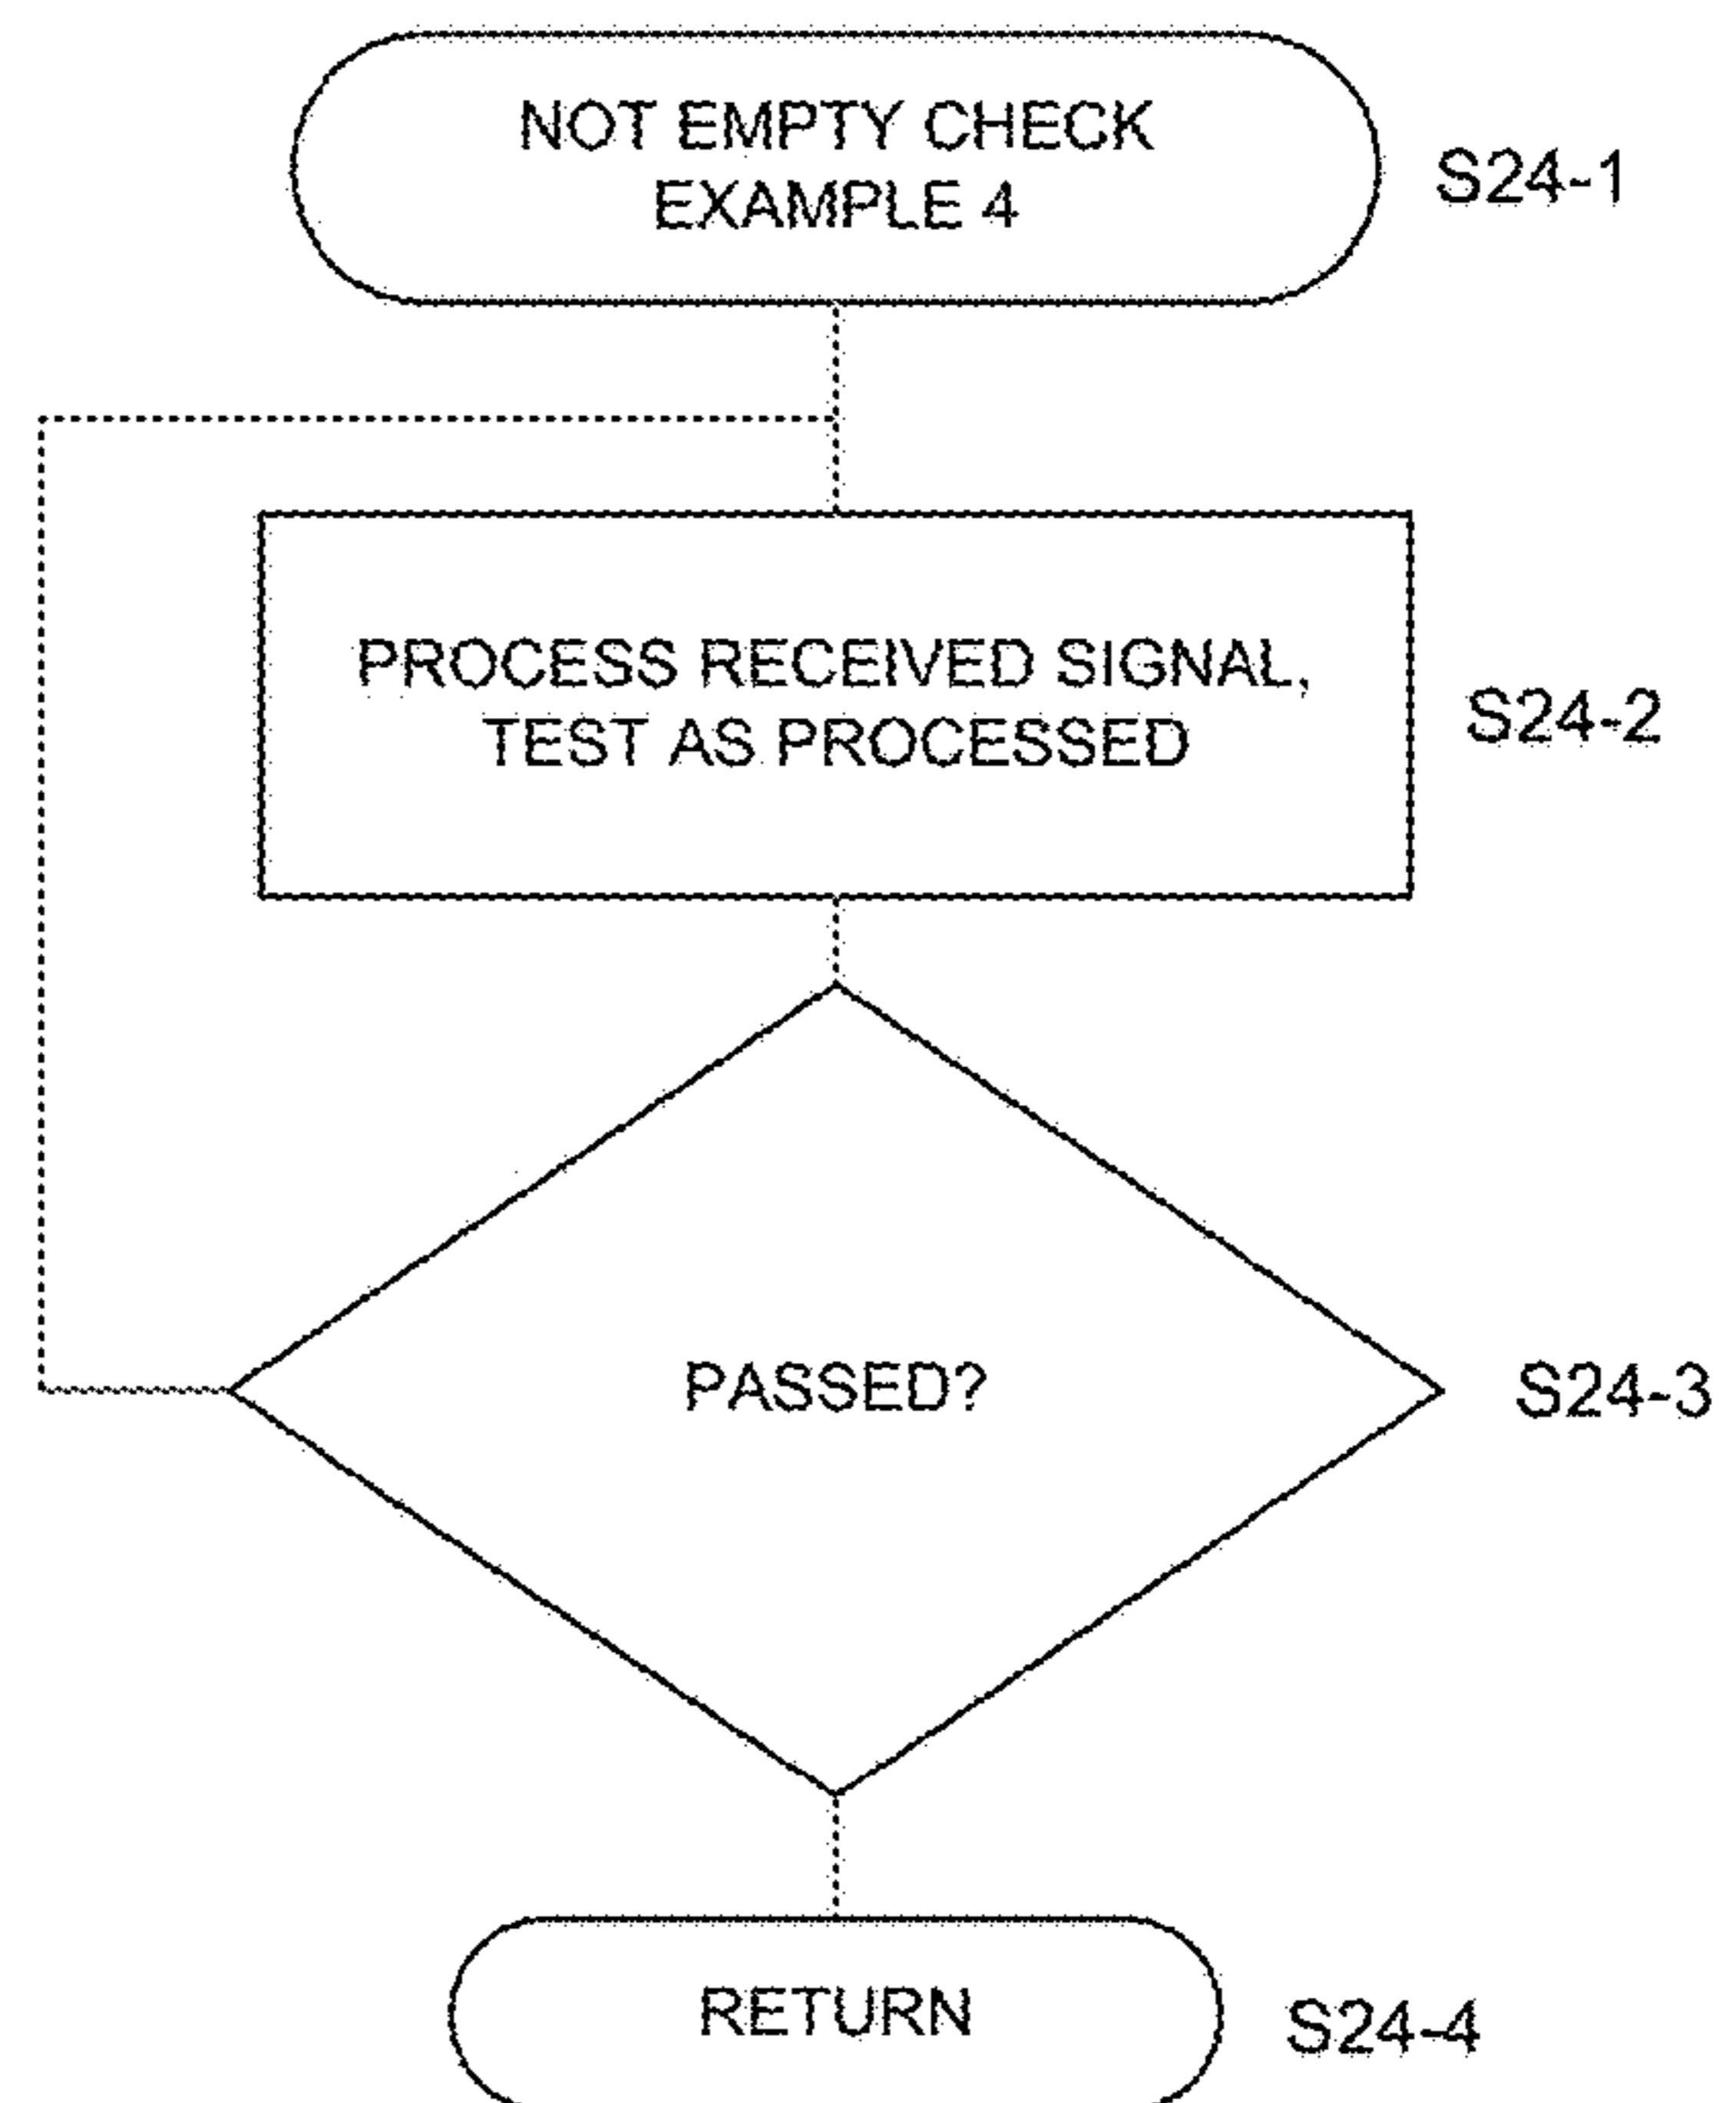 NOT EMPTY CHECK
EXAMPLE 4
S24-1
PROCESS RECEIVED SIGNAL,
TEST AS PROCESSED
S24-2
PASSED?
S24-3
RETURN
S24-4